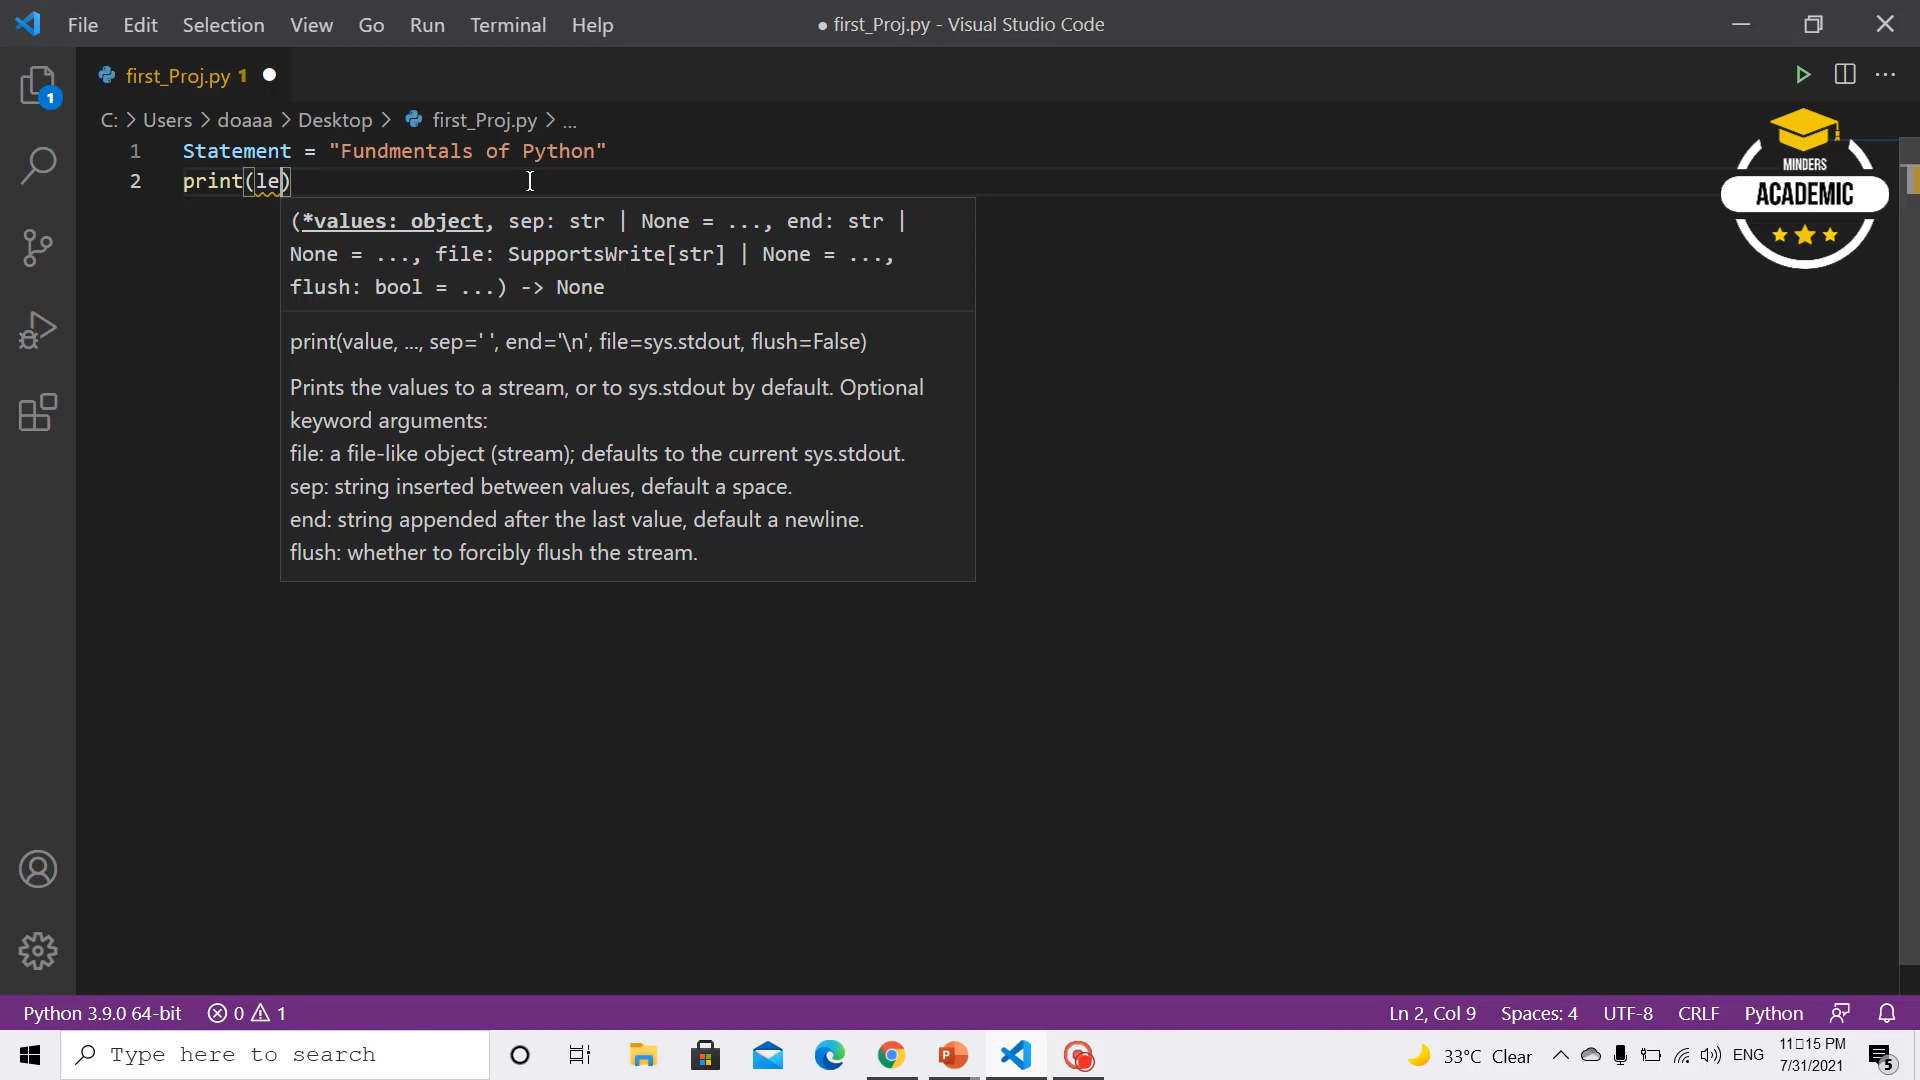 File Edit Selection View Go Run Terminal Help
● first_Proj.py - Visual Studio Code
first_Proj.py 1
C: > Users > doaaa > Desktop > first_Proj.py > ...
1 Statement = "Fundmentals of Python"
2 print(le)
(*values: object, sep: str | None = ..., end: str |
None = ..., file: SupportsWrite[str] | None = ...,
flush: bool = ...) -> None
print(value, ..., sep=' ', end='\n', file=sys.stdout, flush=False)
Prints the values to a stream, or to sys.stdout by default. Optional
keyword arguments:
file: a file-like object (stream); defaults to the current sys.stdout.
sep: string inserted between values, default a space.
end: string appended after the last value, default a newline.
flush: whether to forcibly flush the stream.
MINDERS
ACADEMIC
1
Python 3.9.0 64-bit 0 1
Ln 2, Col 9 Spaces: 4 UTF-8 CRLF Python
Type here to search
33°C Clear
ENG
11□15 PM
7/31/2021
5